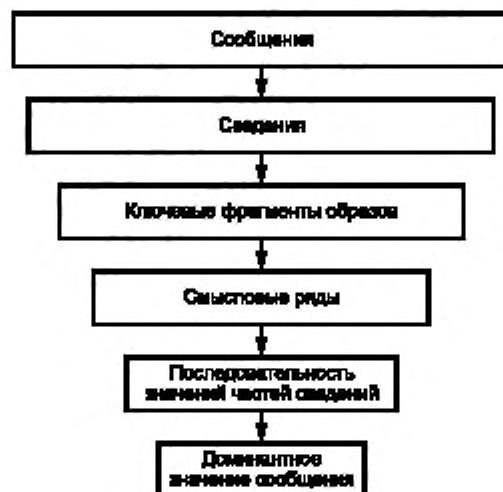 Сообщения
Сведения
Ключевые фрагменты образов
Смысловые ряды
Последовательность
значений частей сведений
Доминантное
значение сообщения